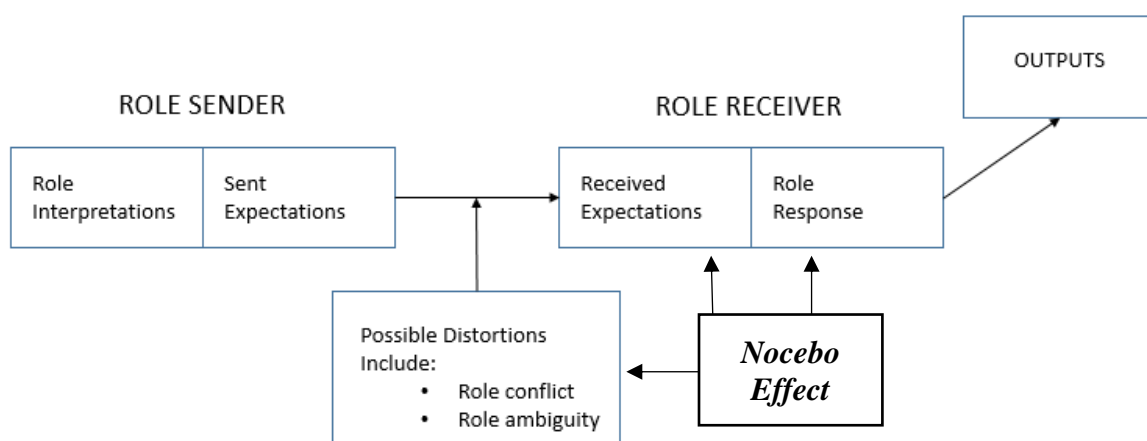 OUTPUTS
ROLE SENDER
ROLE RECEIVER
Role
Interpretations
Sent
Expectations
Received
Expectations
Role
Response
Possible Distortions
Include:
• Role conflict
• Role ambiguity
Nocebo
Effect